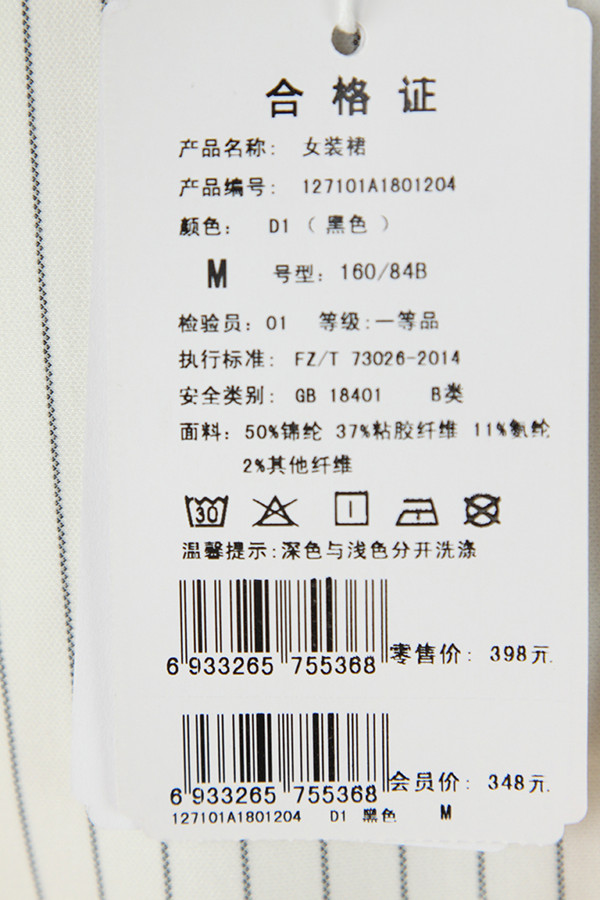 合格证
产品名称: 女装裙
产品编号: 127101A1801204
颜色: D1 ( 黑色 )
M 号型: 160/84B
检验员: 01 等级:一等品
执行标准: FZ/T 73026-2014
安全类别: GB 18401 B类
面料: 50%锦纶 37%粘胶纤维 11%氨纶
2%其他纤维
30
温馨提示:深色与浅色分开洗涤
6 933265 755368 零售价: 398元
6 933265 755368 会员价: 348元
127101A1801204 D1 黑色 M